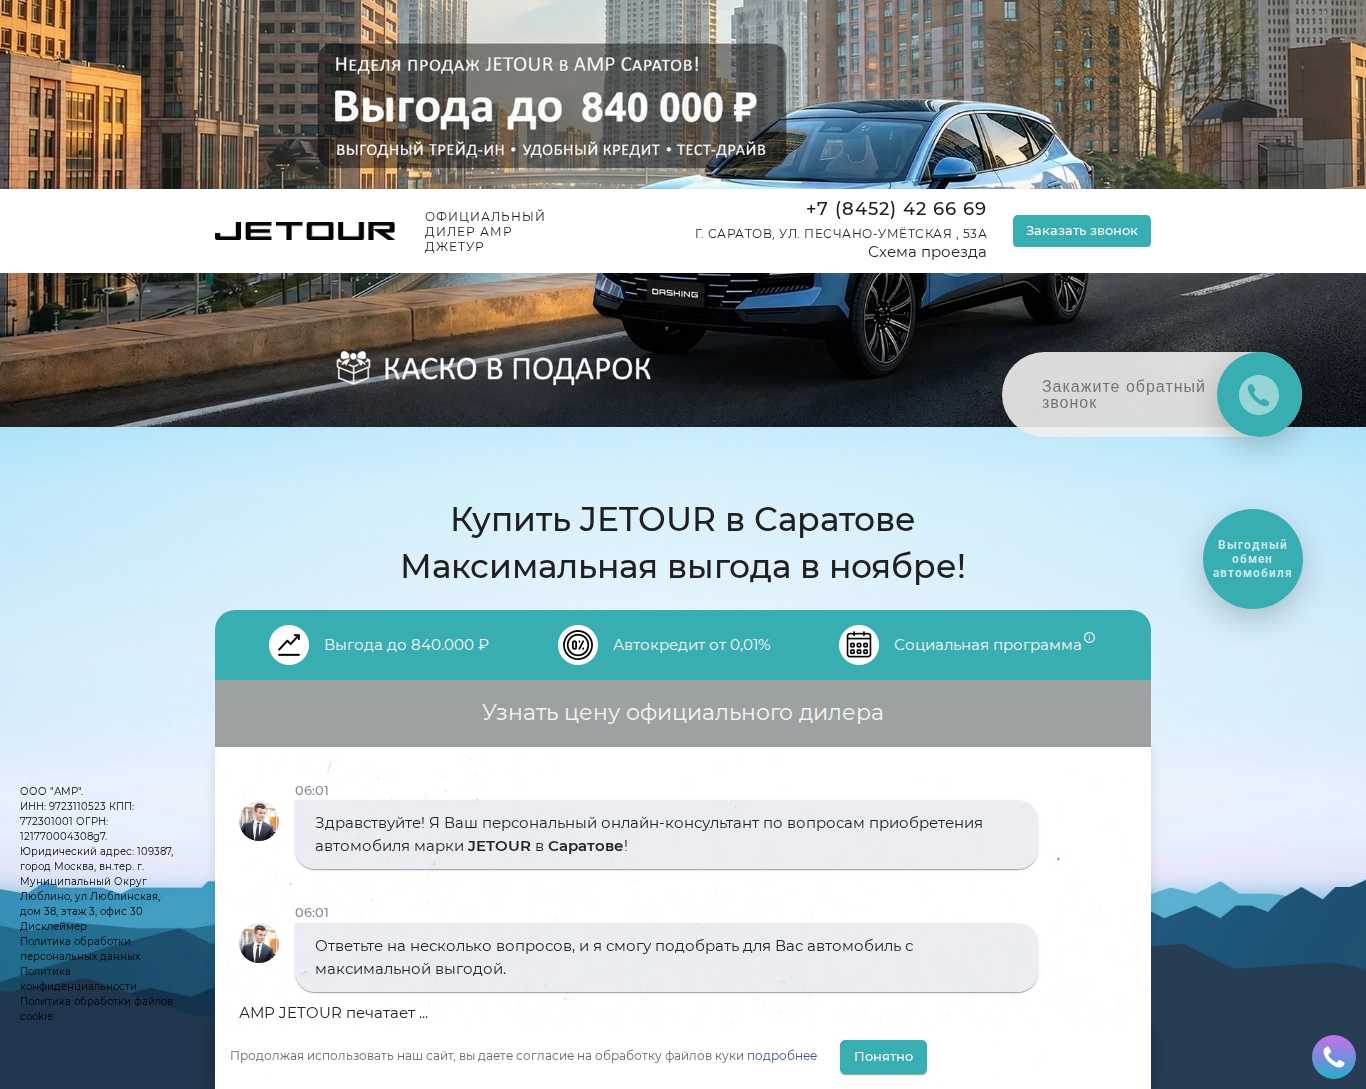 Неделя продаж JETOUR в АМР Саратов!
Выгода до 840 000 ₽
ВЫГОДНЫЙ ТРЕЙД-ИН • УДОБНЫЙ КРЕДИТ • ТЕСТ-ДРАЙВ
JETOUR
ОФИЦИАЛЬНЫЙ
ДИЛЕР АМР
ДЖЕТУР
+7 (8452) 42 66 69
Г. САРАТОВ, УЛ. ПЕСЧАНО-УМЁТСКАЯ , 53А
Схема проезда
Заказать звонок
DASHING
КАСКО В ПОДАРОК
Закажите обратный
звонок
Купить JETOUR в Саратове
Максимальная выгода в ноябре!
Выгодный
обмен
автомобиля
Выгода до 840.000 ₽
Автокредит от 0,01%
Социальная программа
Узнать цену официального дилера
06:01
Здравствуйте! Я Ваш персональный онлайн-консультант по вопросам приобретения
автомобиля марки JETOUR в Саратове!
06:01
Ответьте на несколько вопросов, и я смогу подобрать для Вас автомобиль с
максимальной выгодой.
АМР JETOUR печатает ...
ООО "АМР".
ИНН: 9723110523 КПП:
772301001 ОГРН:
121770004308g7.
Юридический адрес: 109387,
город Москва, вн.тер. г.
Муниципальный Округ
Люблино, ул Люблинская,
дом 38, этаж 3, офис 30
Дисклеймер
Политика обработки
персональных данных
Политика
конфиденциальности
Политика обработки файлов
cookie
Продолжая использовать наш сайт, вы даете согласие на обработку файлов куки подробнее
Понятно